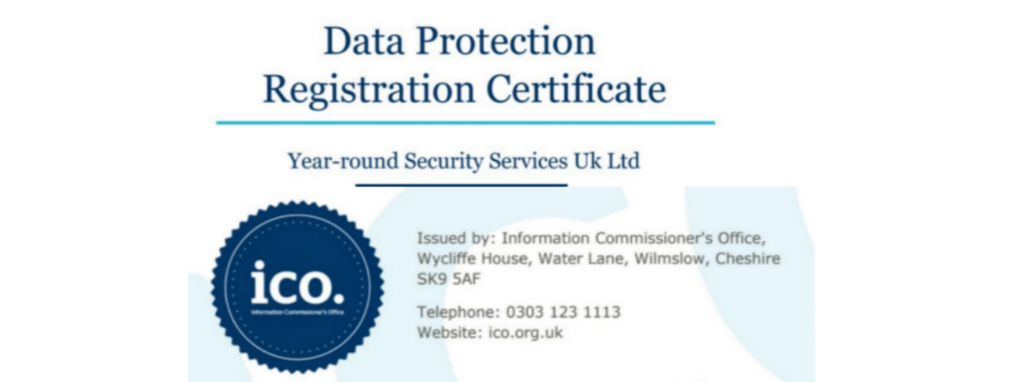 Data Protection
Registration Certificate
Year-round Security Services Uk Ltd
ico.
Information Commissioner's Office
Issued by: Information Commissioner's Office,
Wycliffe House, Water Lane, Wilmslow, Cheshire
SK9 5AF
Telephone: 0303 123 1113
Website: ico.org.uk